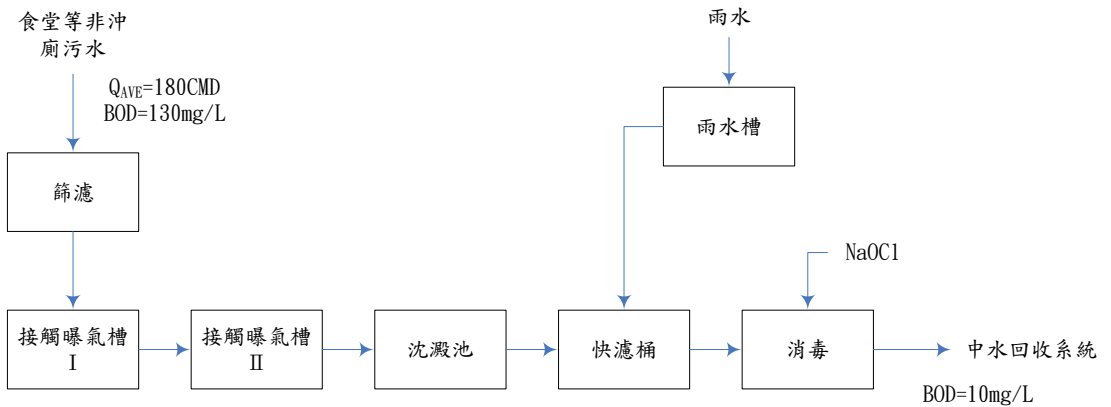 食堂等非沖
廁污水
Q_AVE=180CMD
BOD=130mg/L
雨水
雨水槽
篩濾
NaOCl
接觸曝氣槽
Ⅰ
接觸曝氣槽
Ⅱ
沈澱池
快濾桶
消毒
中水回收系統
BOD=10mg/L